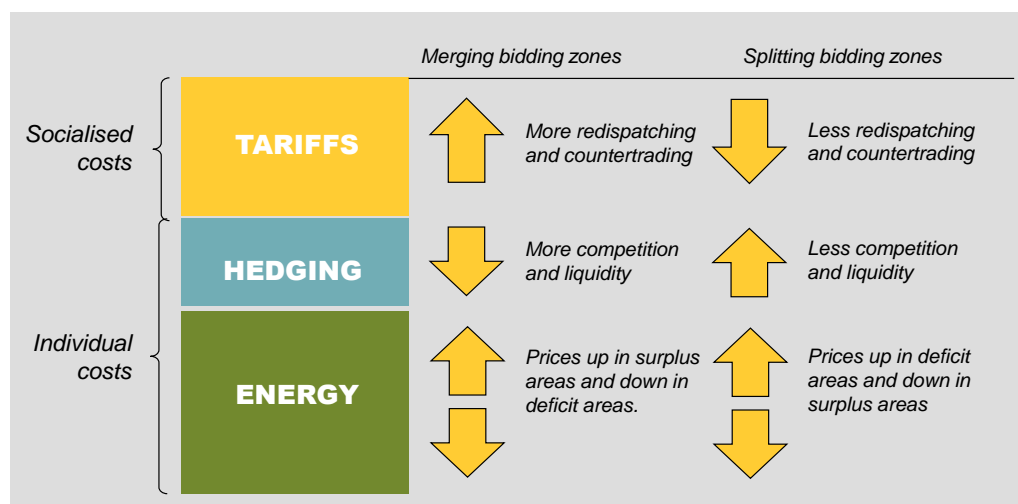 Merging bidding zones
Splitting bidding zones
Socialised
costs
TARIFFS
More redispatching
and countertrading
Less redispatching
and countertrading
HEDGING
More competition
and liquidity
Less competition
and liquidity
Individual
costs
ENERGY
Prices up in surplus
areas and down in
deficit areas.
Prices up in deficit
areas and down in
surplus areas